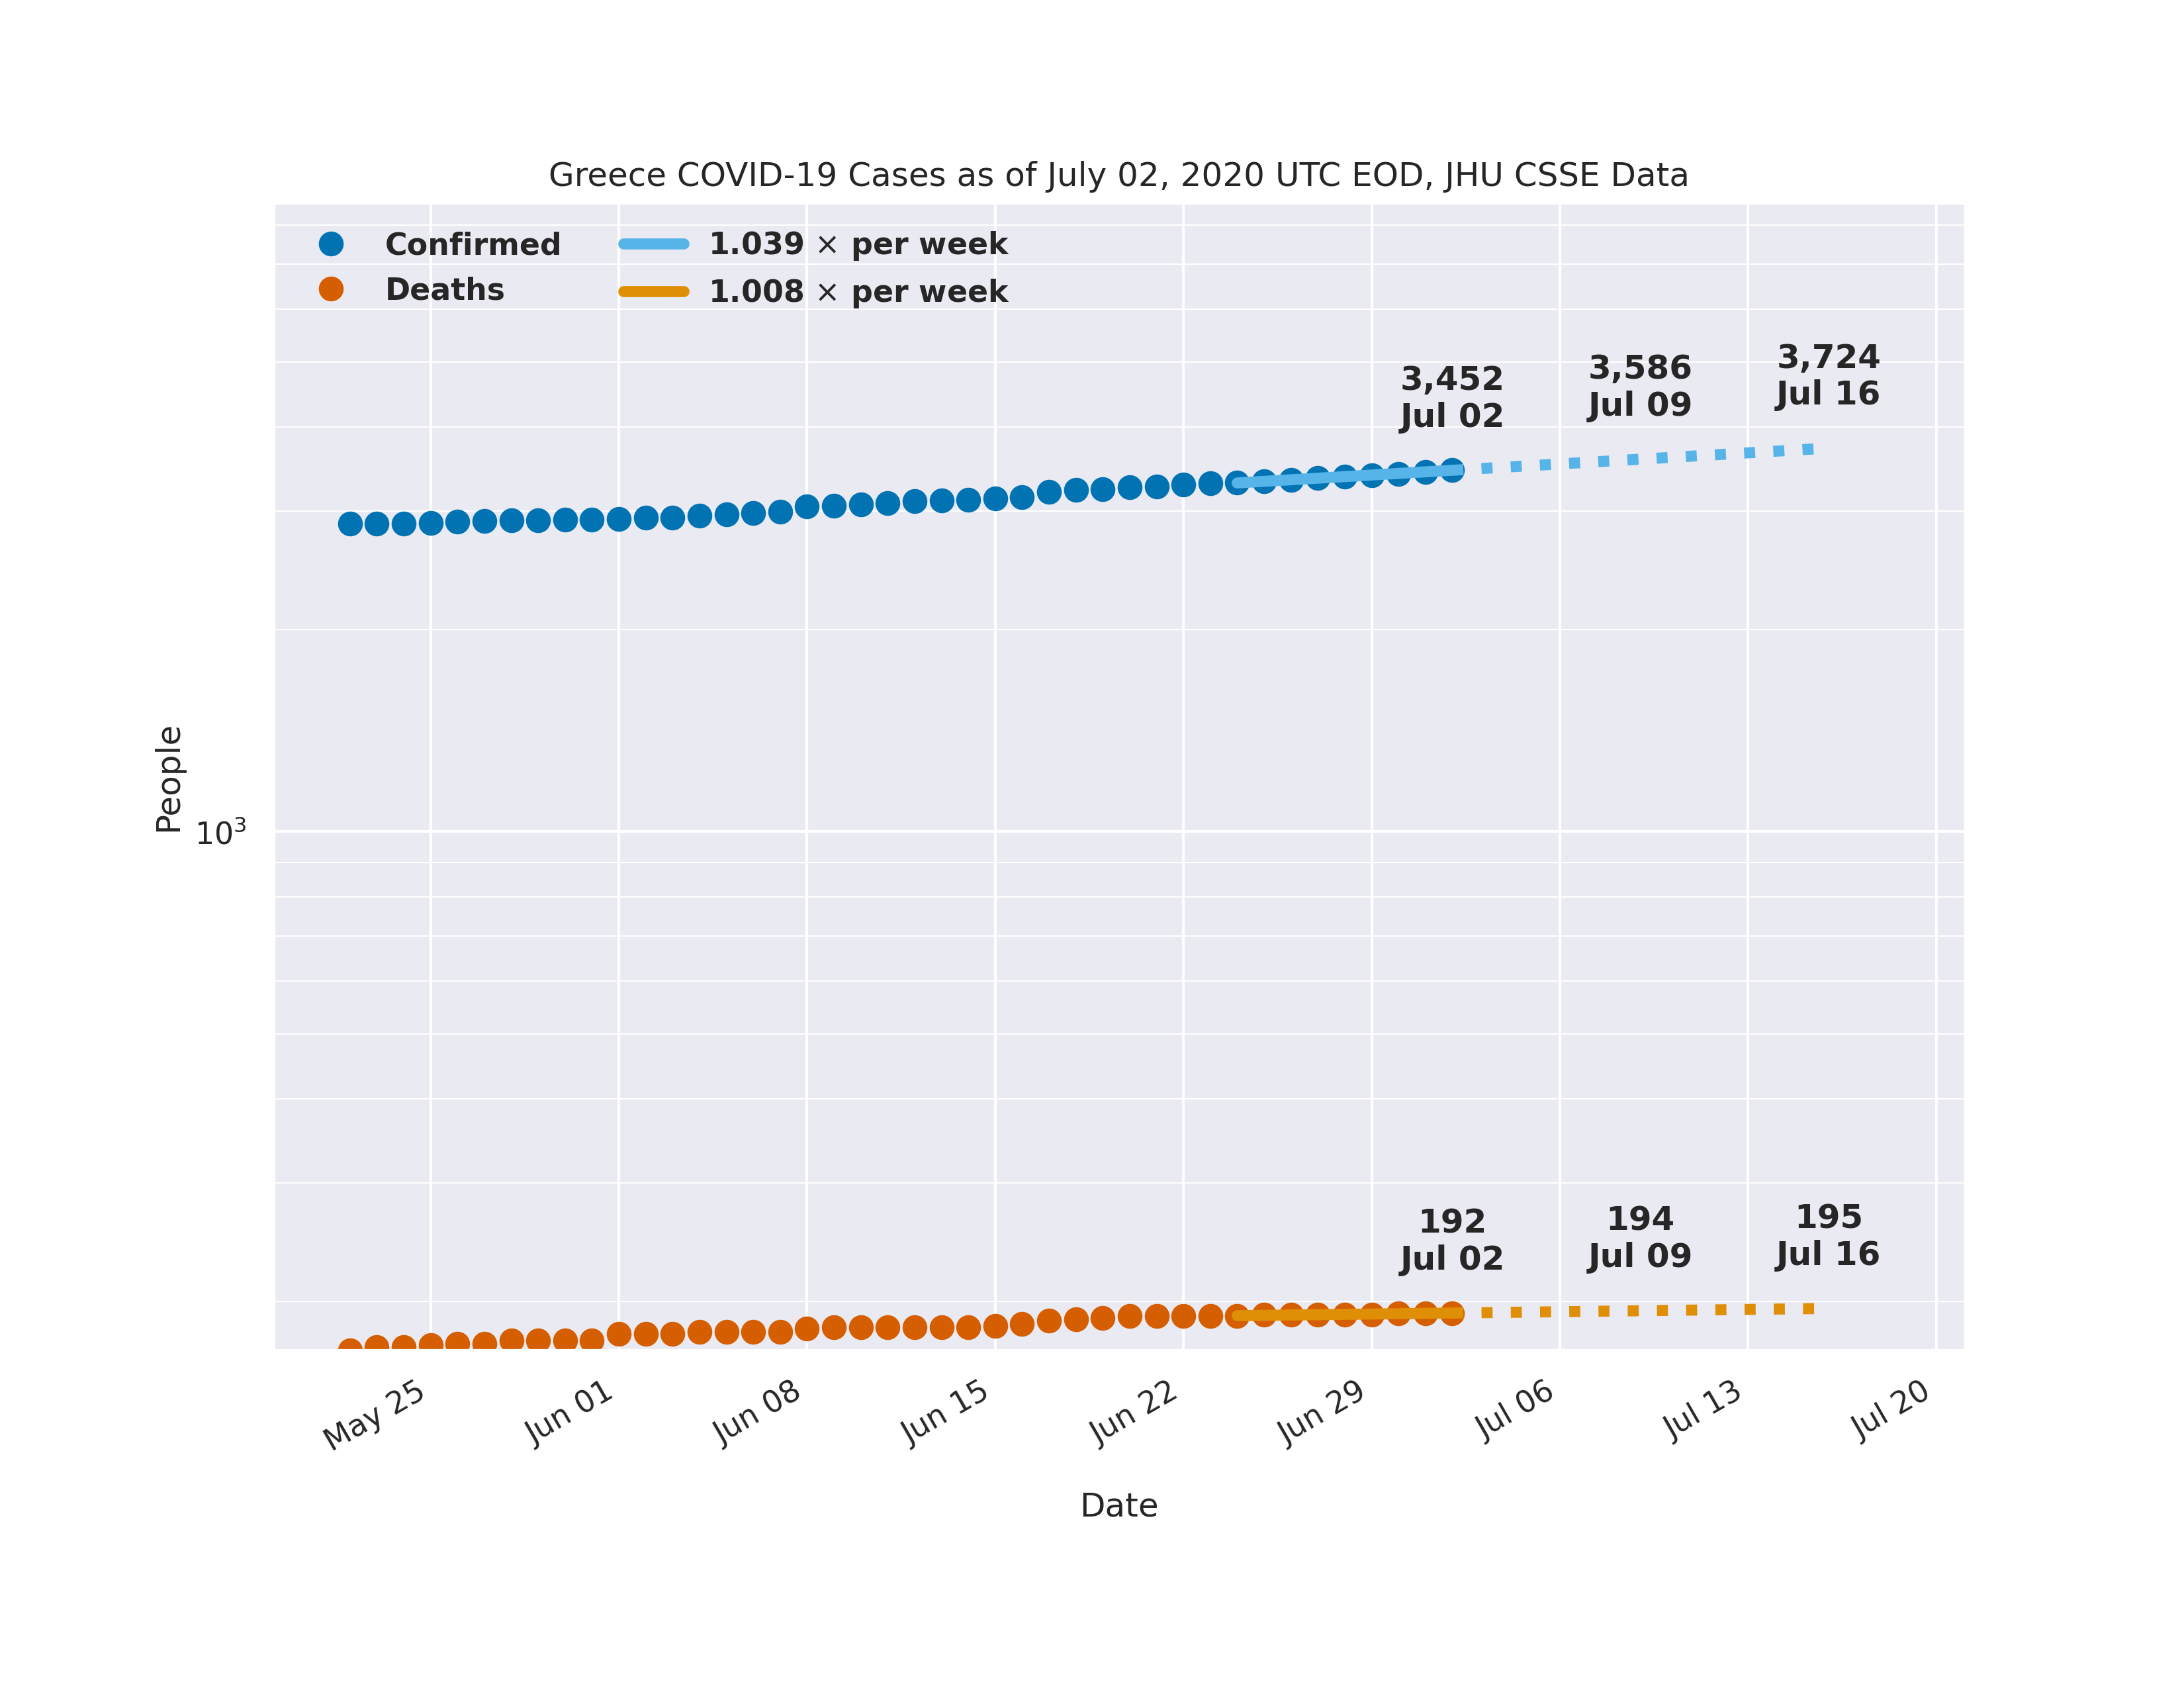 Greece COVID-19 Cases as of July 02, 2020 UTC EOD, JHU CSSE Data
Confirmed
Deaths
1.039 × per week
1.008 × per week
3,452
Jul 02
3,586
Jul 09
3,724
Jul 16
People
10³
192
Jul 02
194
Jul 09
195
Jul 16
May 25
Jun 01
Jun 08
Jun 15
Jun 22
Jun 29
Jul 06
Jul 13
Jul 20
Date